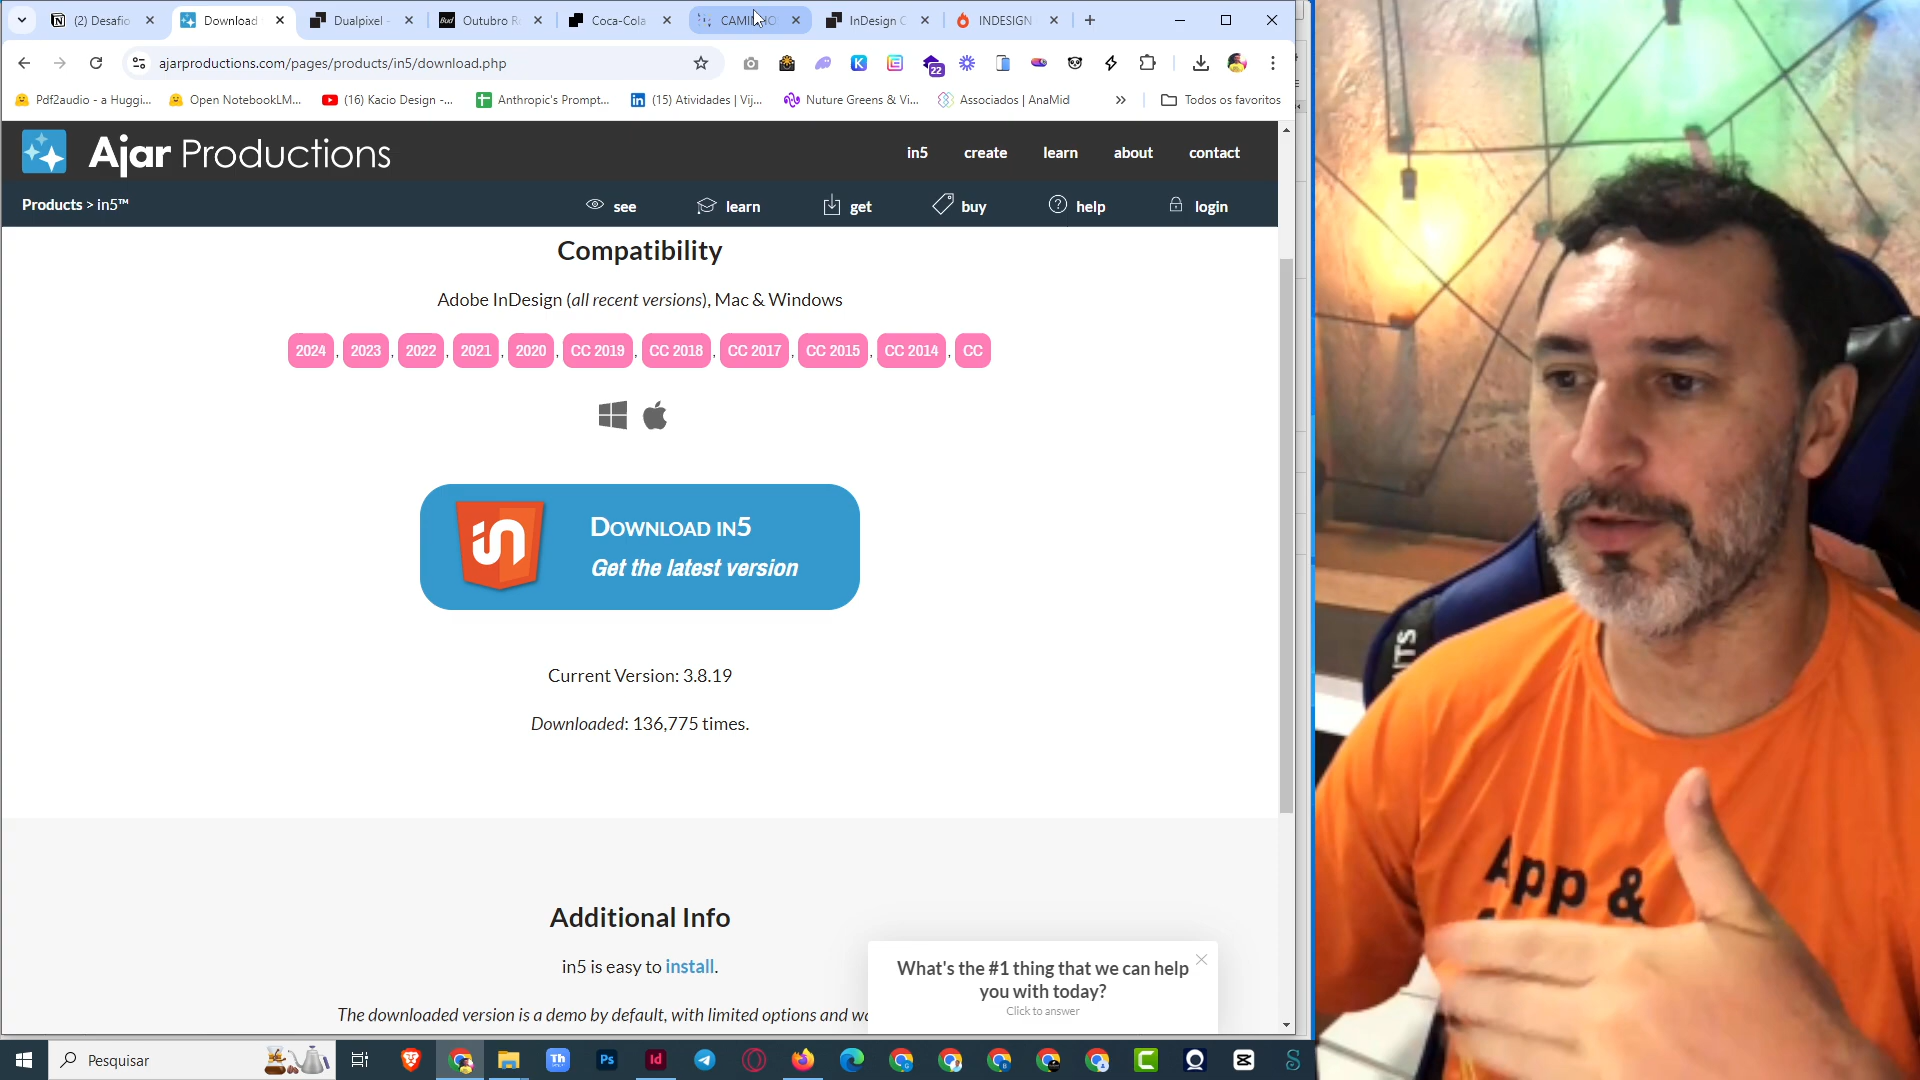 (2) Desafio
Download
Dualpixel -
Outubro R
Coca-Cola
InDesign C
INDESIGN
ajarproductions.com/pages/products/in5/download.php
22
Pdf2audio - a Huggi...
Open NotebookLM...
(16) Kacio Design -...
Anthropic's Prompt...
(15) Atividades | Vij...
Nuture Greens & Vi...
Associados | AnaMid
Todos os favoritos
Ajar Productions
in5
create
learn
about
contact
Products > in5™
see
learn
get
buy
help
login
Compatibility
Adobe InDesign (all recent versions), Mac & Windows
2024, 2023, 2022, 2021, 2020, CC 2019, CC 2018, CC 2017, CC 2015, CC 2014, CC
in
Download in5
Get the latest version
Current Version: 3.8.19
Downloaded: 136,775 times.
Additional Info
in5 is easy to install.
What's the #1 thing that we can help
you with today?
Click to answer
The downloaded version is a demo by default, with limited options and
Pesquisar
Th
Ps
Id
App &